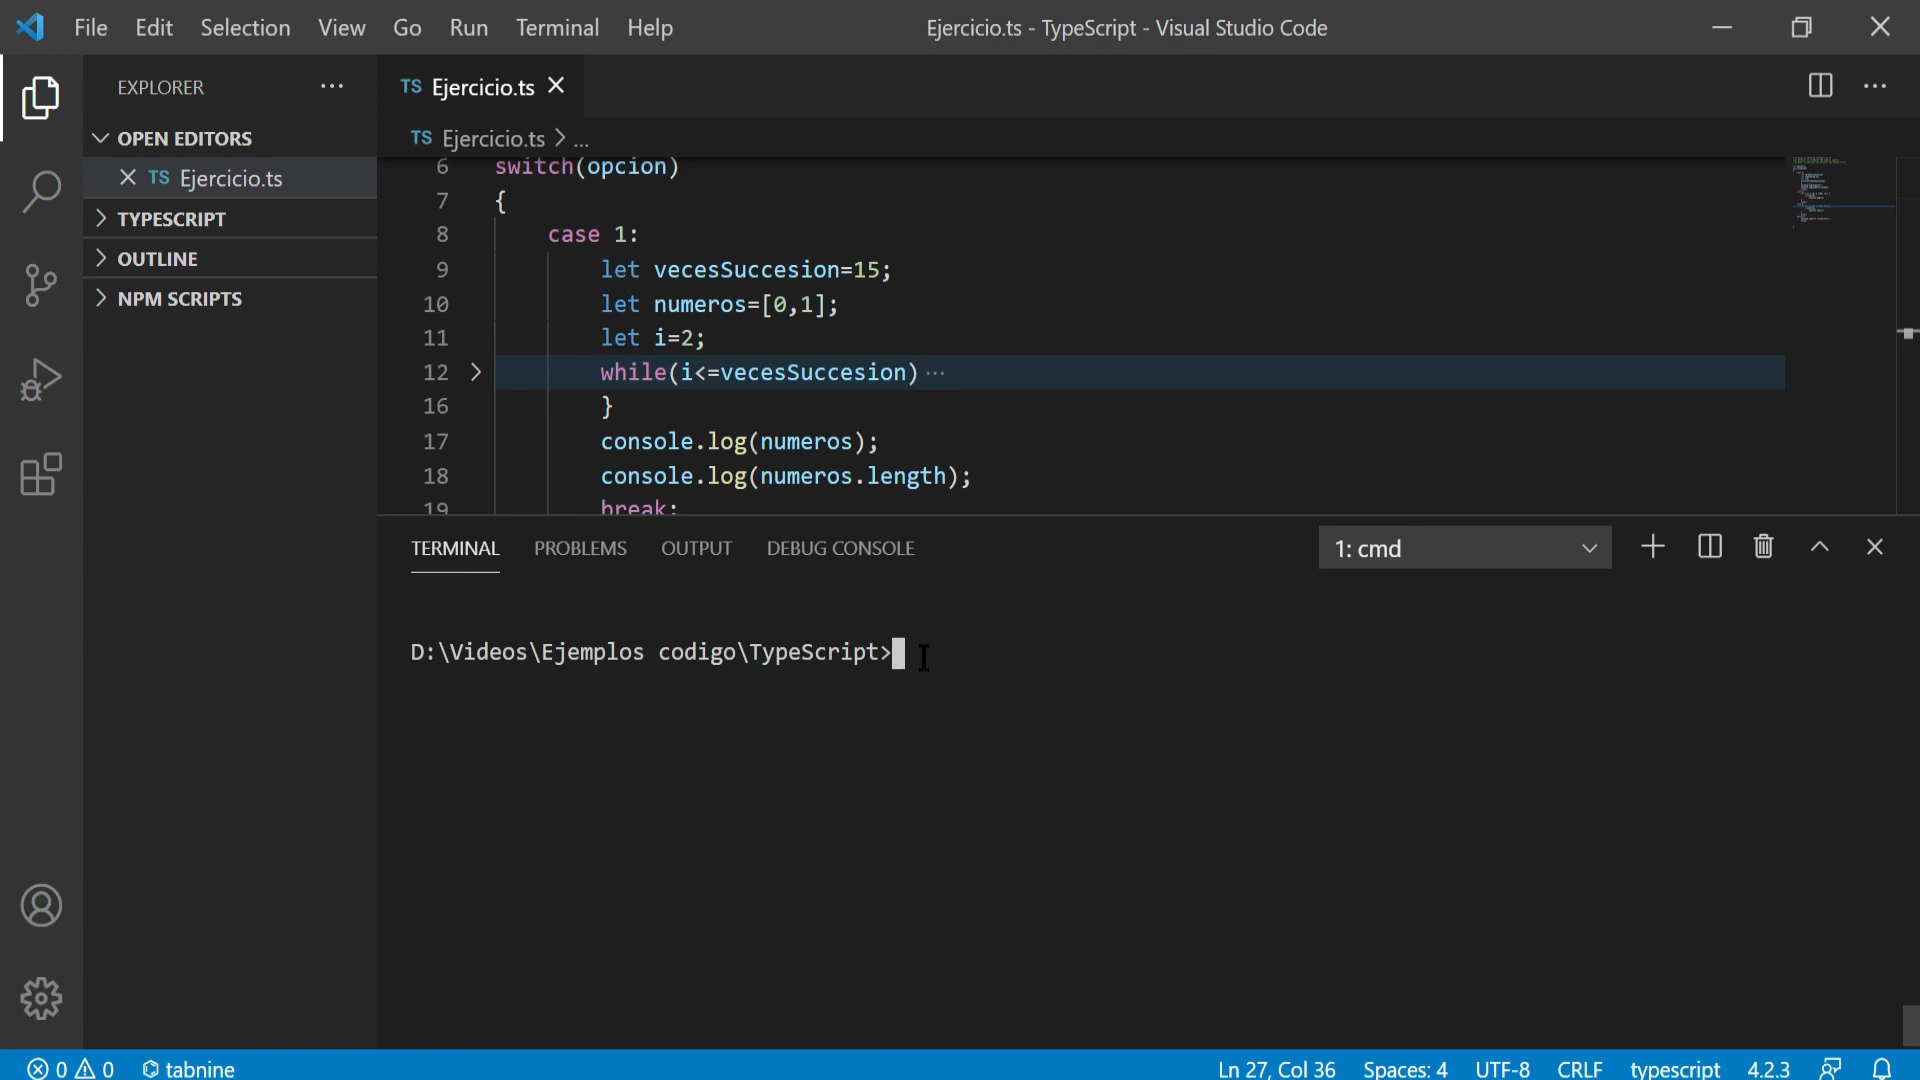 File Edit Selection View Go Run Terminal Help Ejercicio.ts - TypeScript - Visual Studio Code
EXPLORER
OPEN EDITORS
TS Ejercicio.ts
TYPESCRIPT
OUTLINE
NPM SCRIPTS
TS Ejercicio.ts
TS Ejercicio.ts > ...
6 switch(opcion)
7 {
8 case 1:
9 let vecesSuccesion=15;
10 let numeros=[0,1];
11 let i=2;
12 while(i<=vecesSuccesion)...
16 }
17 console.log(numeros);
18 console.log(numeros.length);
19 break;
TERMINAL PROBLEMS OUTPUT DEBUG CONSOLE 1: cmd
D:\Videos\Ejemplos codigo\TypeScript>
0 0 tabnine Ln 27, Col 36 Spaces: 4 UTF-8 CRLF typescript 4.2.3